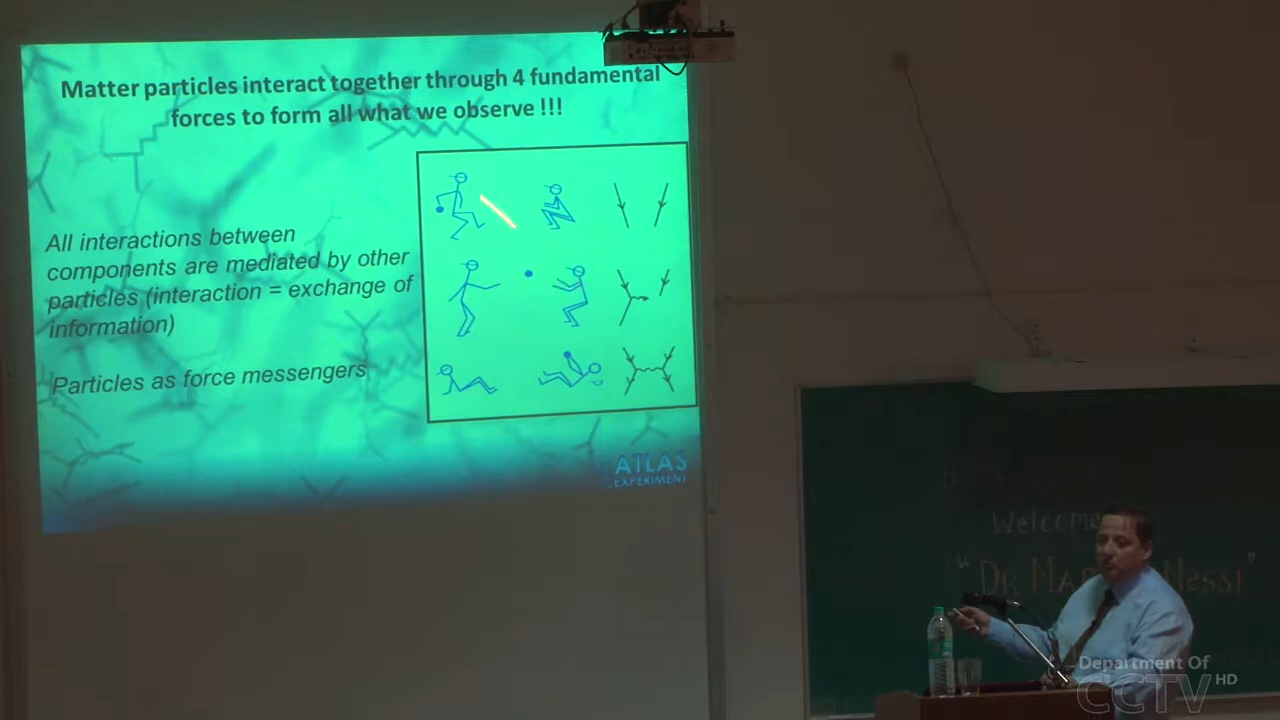 Matter particles interact together through 4 fundamental
forces to form all what we observe !!!
All interactions between
components are mediated by other
particles (interaction = exchange of
information)
Particles as force messengers
ATLAS
EXPERIMENT
Welcome
"DR Nessi"
Department Of
CCTV HD